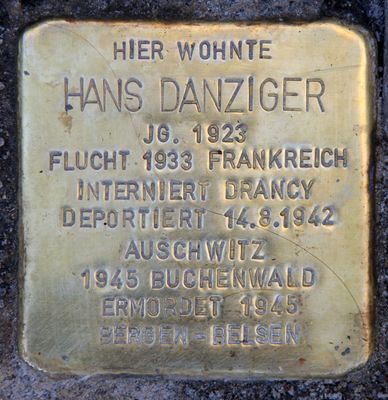 HIER WOHNTE
HANS DANZIGER
JG. 1923
FLUCHT 1933 FRANKREICH
INTERNIERT DRANCY
DEPORTIERT 14.8.1942
AUSCHWITZ
1945 BUCHENWALD
ERMORDET 1945
BERGEN-BELSEN